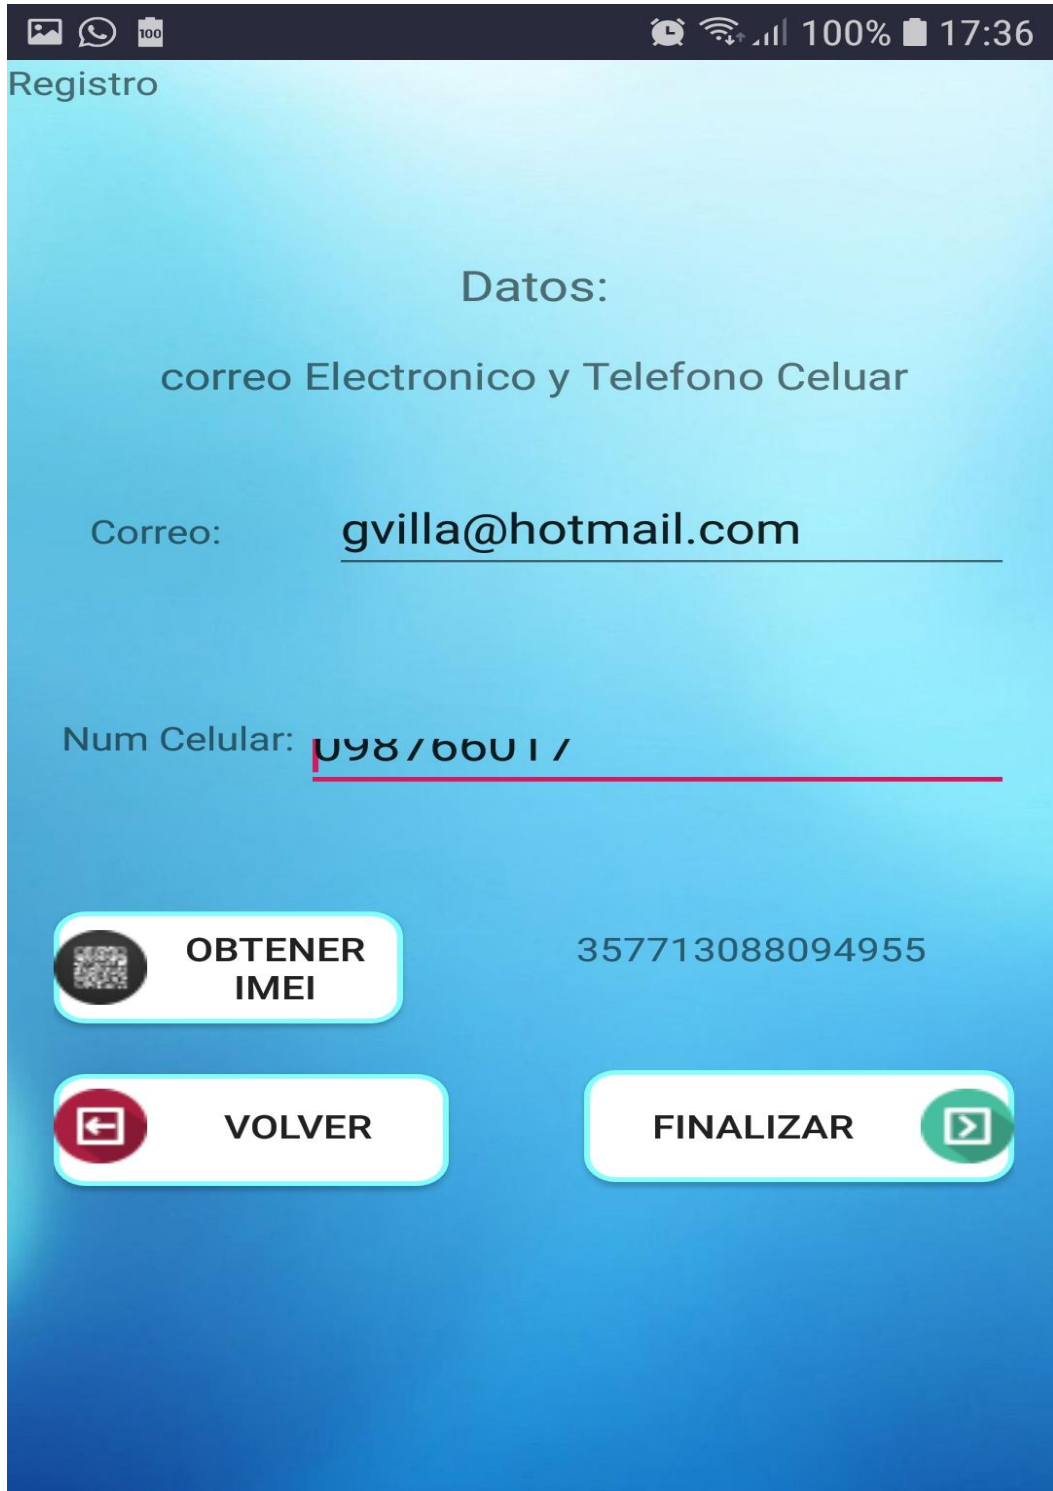 100 100% 17:36
Registro
Datos:
correo Electronico y Telefono Celuar
Correo: gvilla@hotmail.com
Num Celular: 098766017
OBTENER
IMEI
357713088094955
VOLVER
FINALIZAR